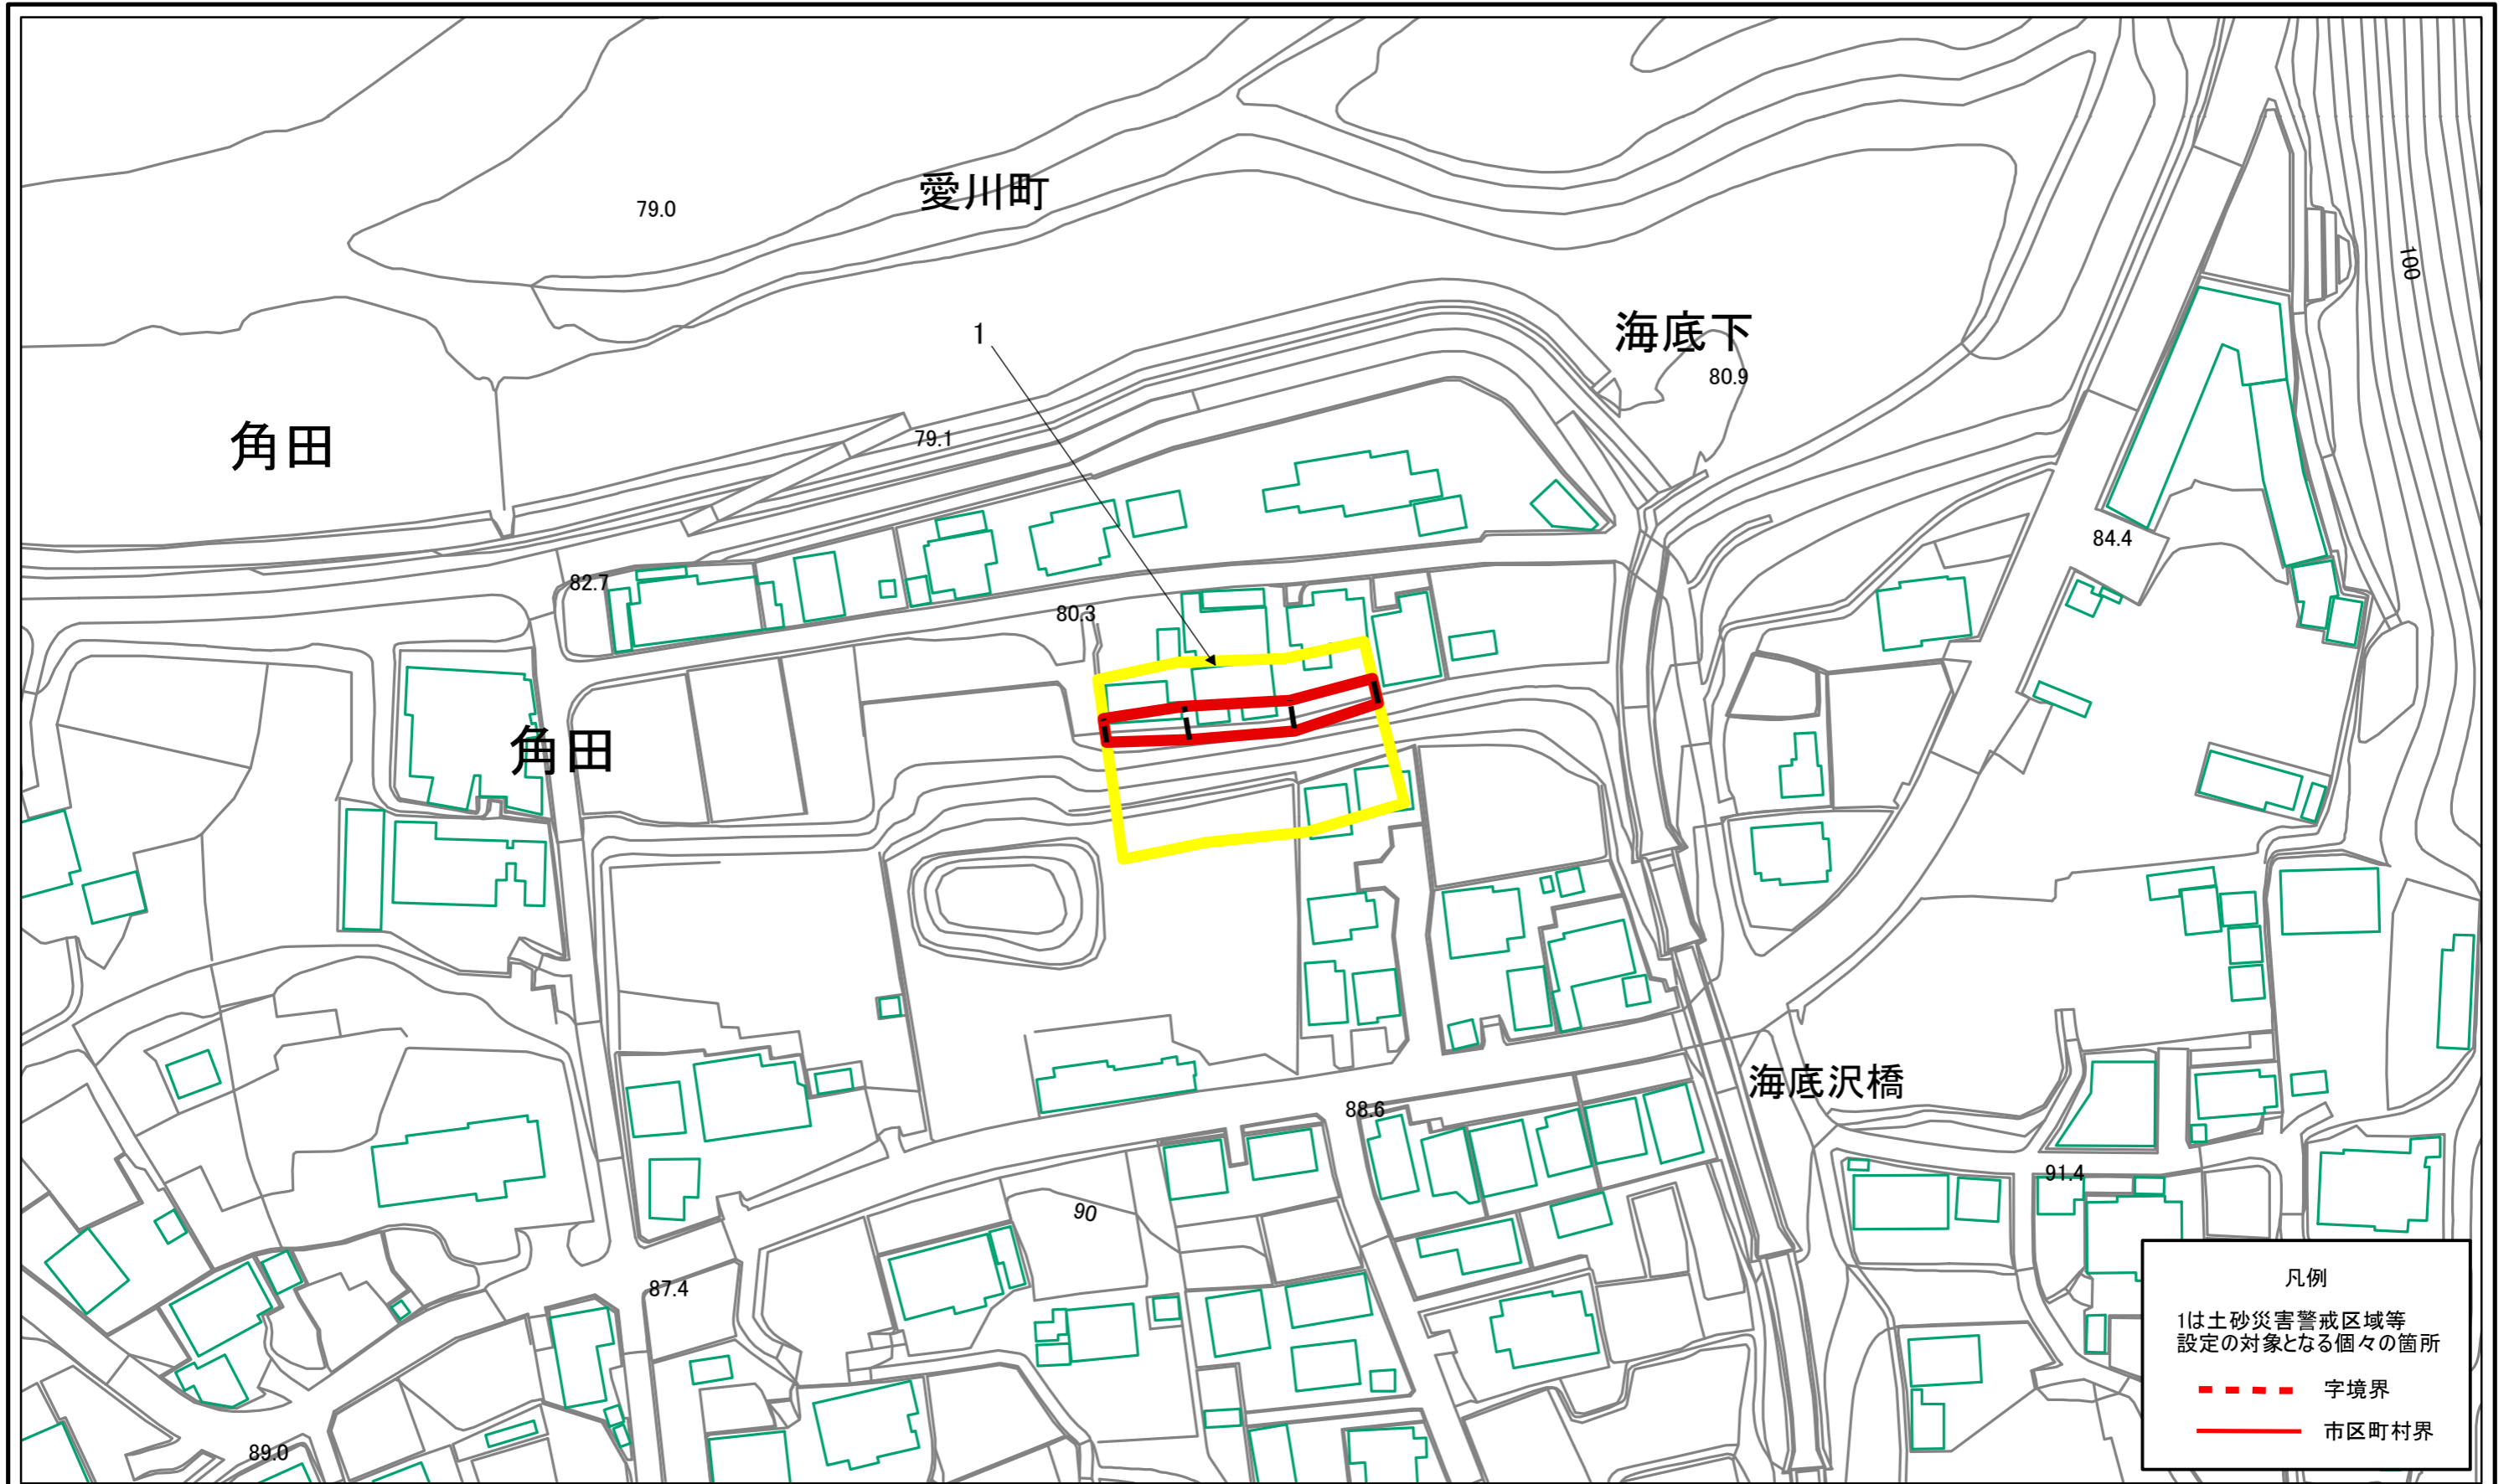 愛川町
79.0
100
海底下
1
80.9
角田
79.1
84.4
82.7
80.3
角田
海底沢橋
88.6
91.4
90
87.4
89.0
凡例
1は土砂災害警戒区域等
設定の対象となる個々の箇所
字境界
市区町村界